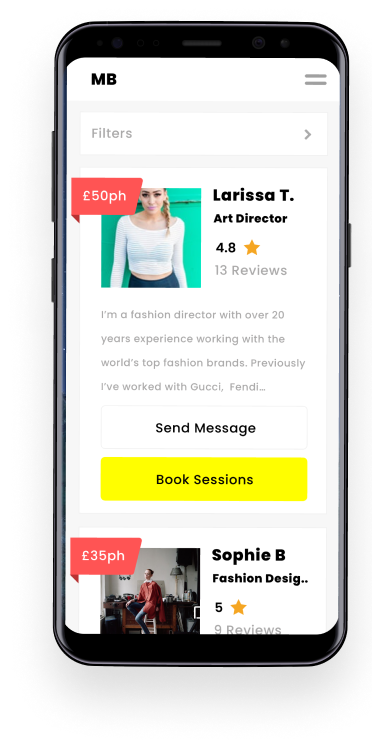 MB
Filters
£50ph
Larissa T.
Art Director
4.8
13 Reviews
I'm a fashion director with over 20
years experience working with the
world's top fashion brands. Previously
I've worked with Gucci, Fendi...
Send Message
Book Sessions
£35ph
Sophie B
Fashion Desig..
5
9 Reviews